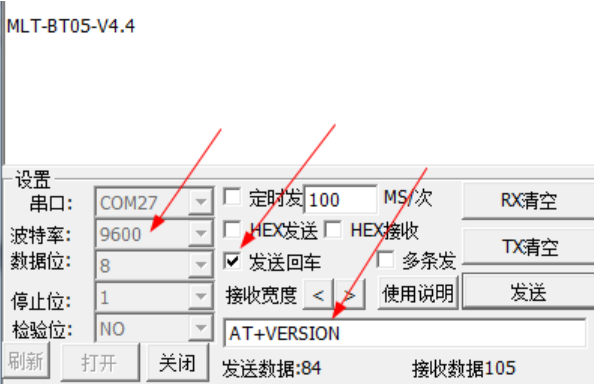 MLT-BT05-V4.4
设置
串口: COM27 定时发 100 MS/次 RX清空
波特率: 9600 HEX发送 HEX接收 TX清空
数据位: 8 发送回车 多条发
停止位: 1 接收宽度 < > 使用说明 发送
检验位: NO AT+VERSION
刷新 打开 关闭 发送数据:84 接收数据105